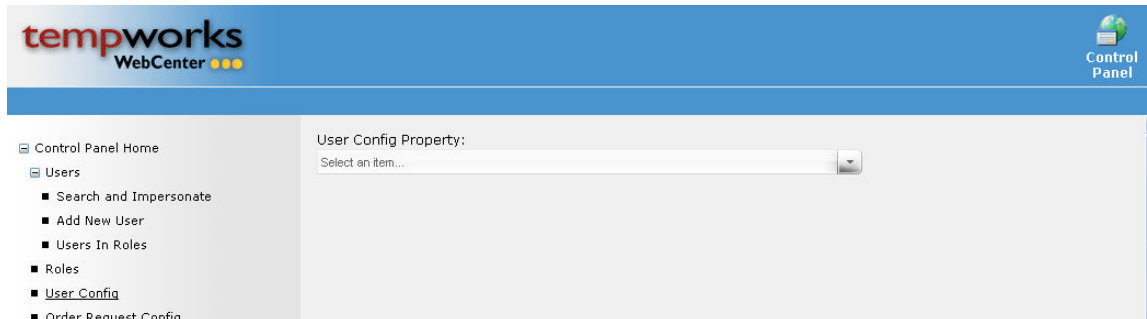 tempworks
WebCenter
Control
Panel
Control Panel Home
Users
Search and Impersonate
Add New User
Users In Roles
Roles
User Config
Order Request Config
User Config Property:
Select an item...